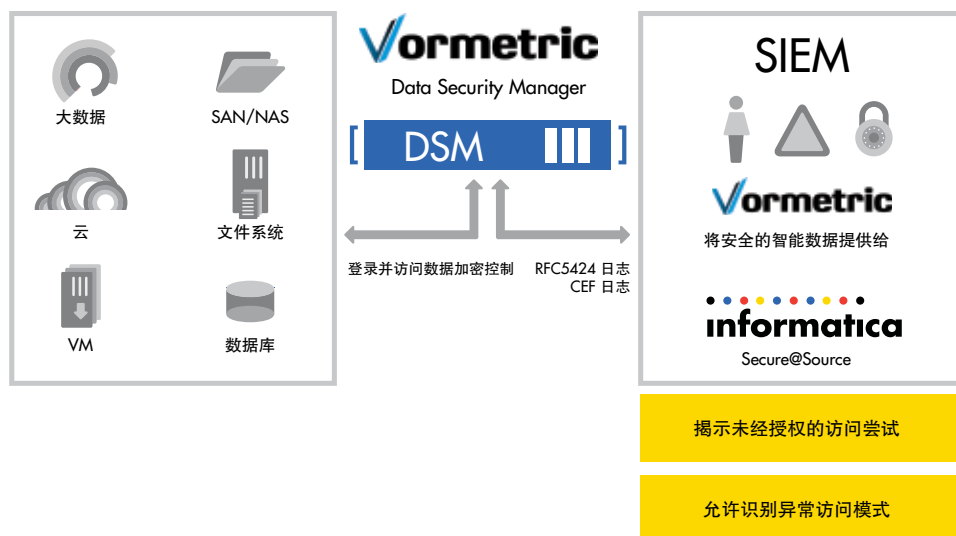 大数据
SAN/NAS
云
文件系统
VM
数据库
Vormetric
Data Security Manager
[ DSM ]
登录并访问数据加密控制
RFC5424 日志
CEF 日志
SIEM
Vormetric
将安全的智能数据提供给
informatica
Secure@Source
揭示未经授权的访问尝试
允许识别异常访问模式